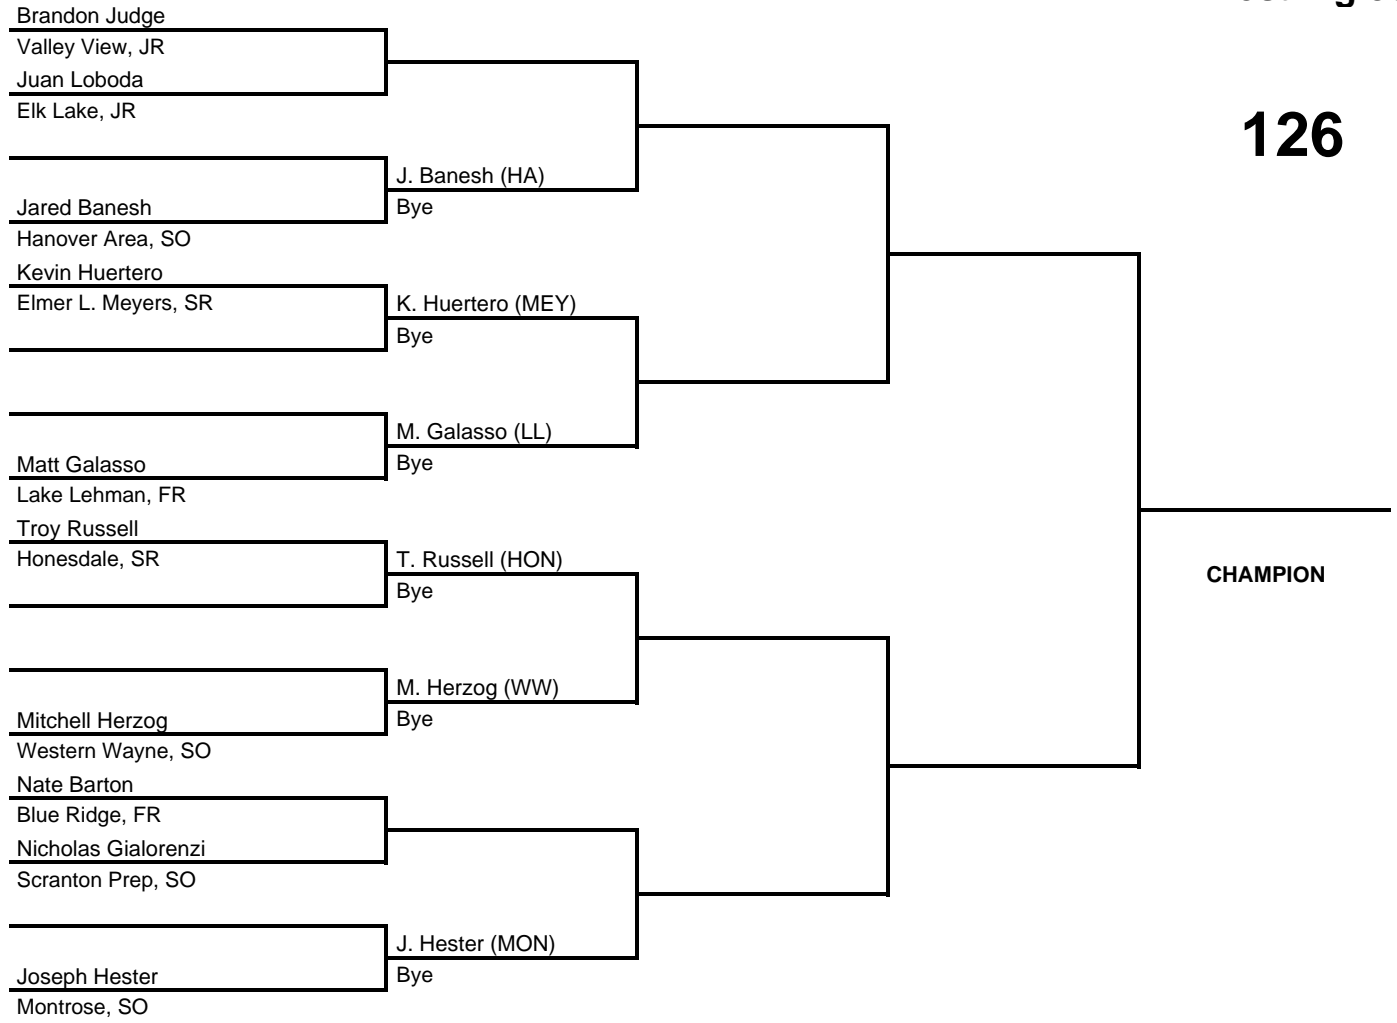 126
Brandon Judge
Valley View, JR
Juan Loboda
Elk Lake, JR
J. Banesh (HA)
Bye
Jared Banesh
Hanover Area, SO
Kevin Huertero
Elmer L. Meyers, SR
K. Huertero (MEY)
Bye
M. Galasso (LL)
Bye
Matt Galasso
Lake Lehman, FR
Troy Russell
Honesdale, SR
T. Russell (HON)
Bye
CHAMPION
M. Herzog (WW)
Bye
Mitchell Herzog
Western Wayne, SO
Nate Barton
Blue Ridge, FR
Nicholas Gialorenzi
Scranton Prep, SO
J. Hester (MON)
Bye
Joseph Hester
Montrose, SO